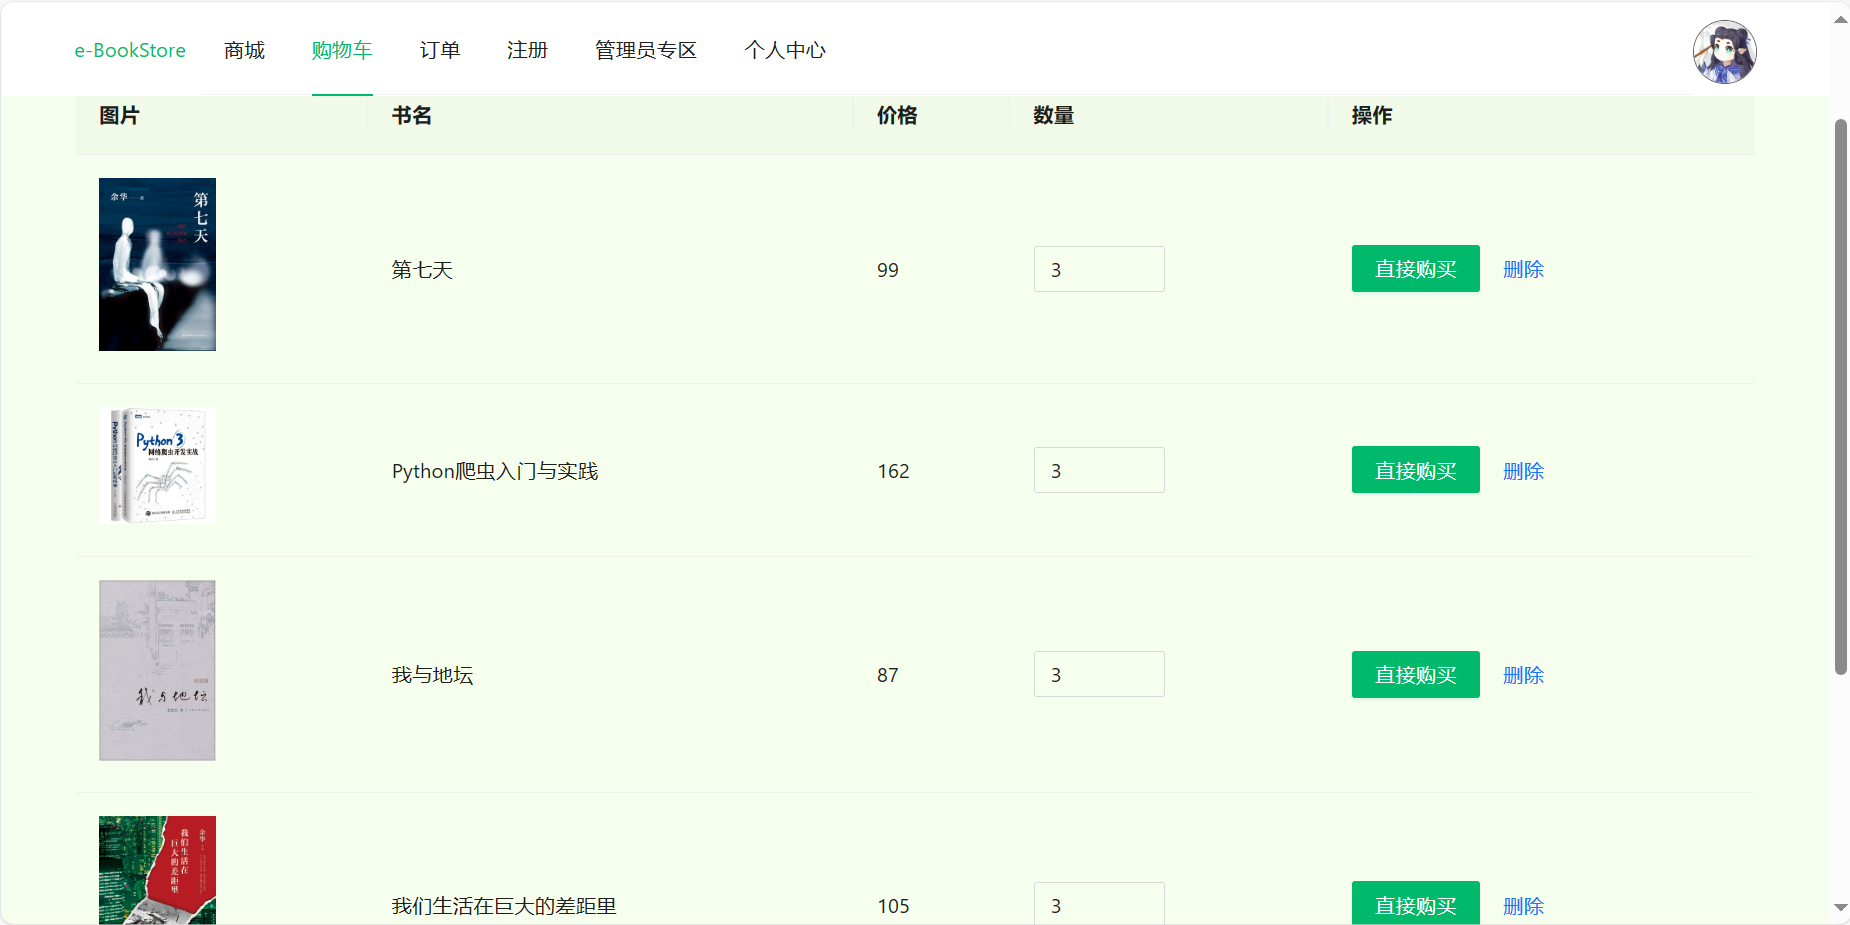 e-BookStore 商城 购物车 订单 注册 管理员专区 个人中心
图片 书名 价格 数量 操作
余华
第七天
第七天 99 3 直接购买 删除
Python 3
网络爬虫开发实战
Python爬虫入门与实践 162 3 直接购买 删除
我与地坛
我与地坛 87 3 直接购买 删除
余华
我们生活在
巨大的差距里
我们生活在巨大的差距里 105 3 直接购买 删除